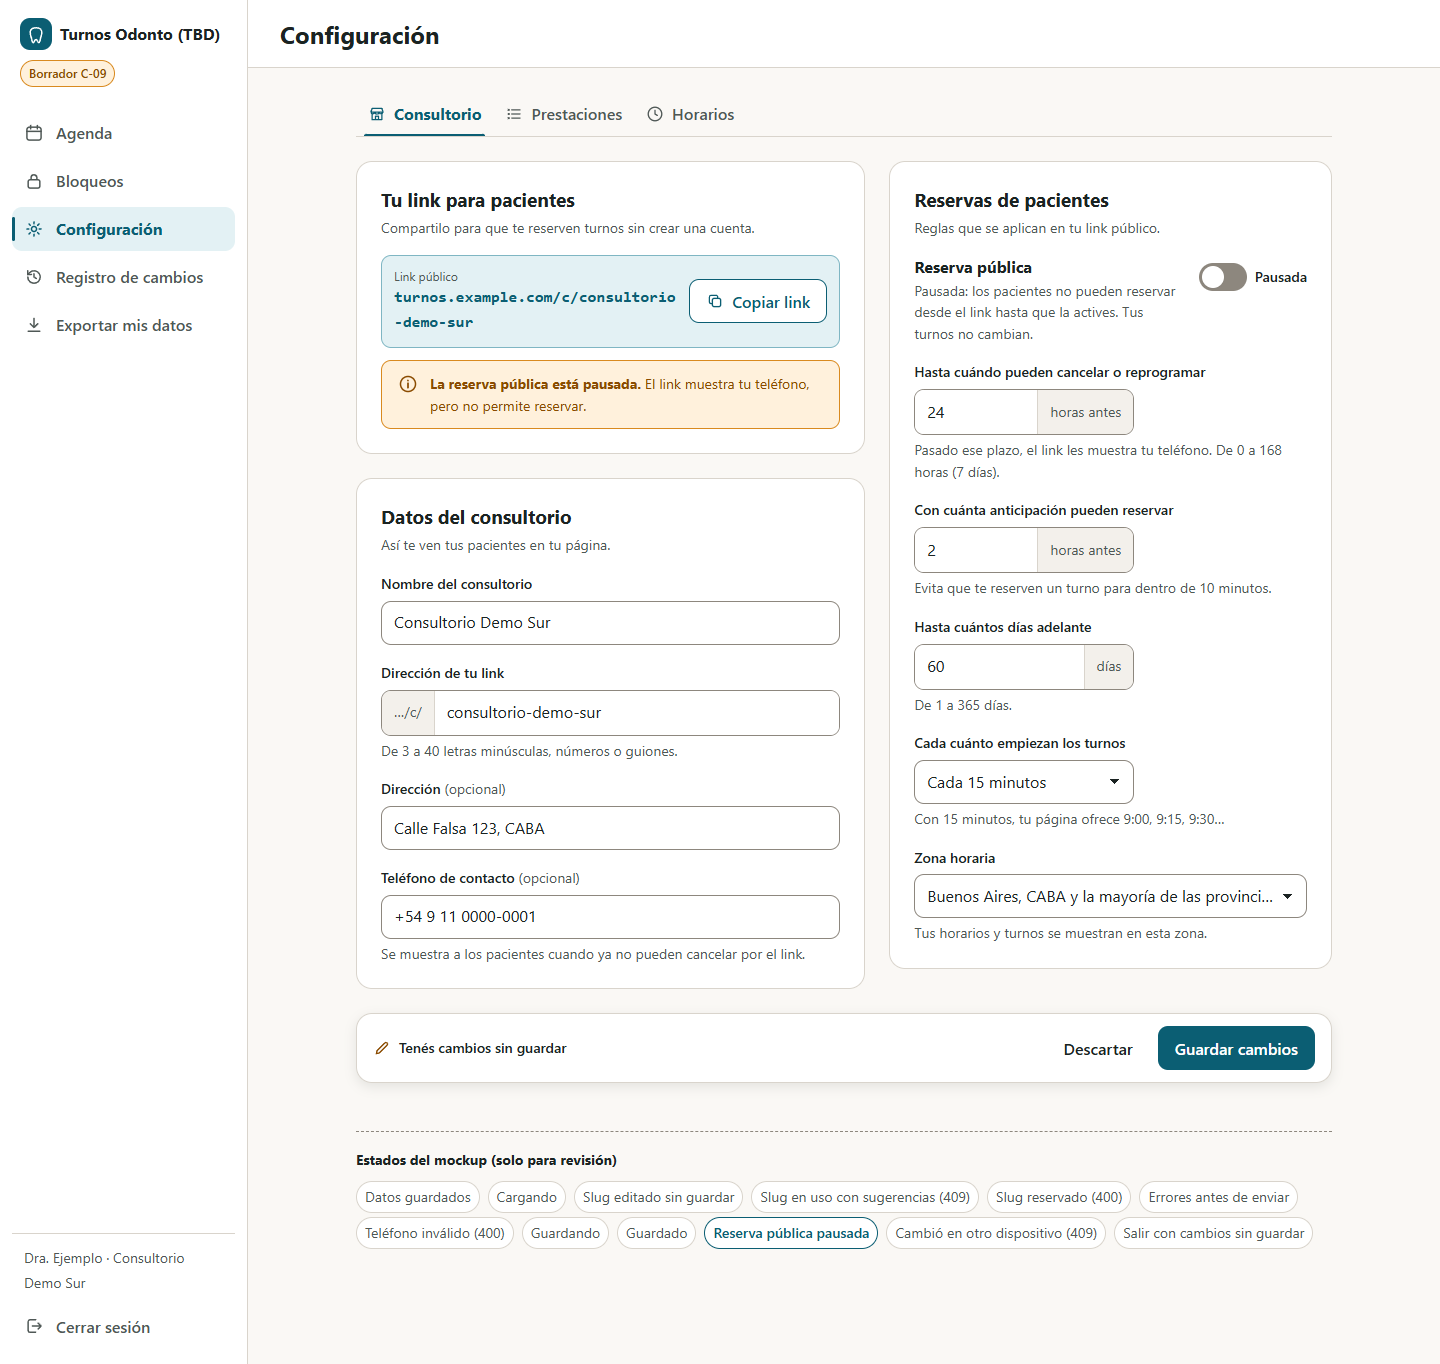 Turnos Odonto (TBD)
Borrador C-09
Agenda
Bloqueos
Configuración
Registro de cambios
Exportar mis datos
Dra. Ejemplo · Consultorio
Demo Sur
Cerrar sesión
Configuración
Consultorio
Prestaciones
Horarios
Tu link para pacientes
Compartilo para que te reserven turnos sin crear una cuenta.
Link público
turnos.example.com/c/consultorio
-demo-sur
Copiar link
La reserva pública está pausada. El link muestra tu teléfono,
pero no permite reservar.
Datos del consultorio
Así te ven tus pacientes en tu página.
Nombre del consultorio
Consultorio Demo Sur
Dirección de tu link
.../c/ consultorio-demo-sur
De 3 a 40 letras minúsculas, números o guiones.
Dirección (opcional)
Calle Falsa 123, CABA
Teléfono de contacto (opcional)
+54 9 11 0000-0001
Se muestra a los pacientes cuando ya no pueden cancelar por el link.
Reservas de pacientes
Reglas que se aplican en tu link público.
Reserva pública
Pausada
Pausada: los pacientes no pueden reservar
desde el link hasta que la actives. Tus
turnos no cambian.
Hasta cuándo pueden cancelar o reprogramar
24 horas antes
Pasado ese plazo, el link les muestra tu teléfono. De 0 a 168
horas (7 días).
Con cuánta anticipación pueden reservar
2 horas antes
Evita que te reserven un turno para dentro de 10 minutos.
Hasta cuántos días adelante
60 días
De 1 a 365 días.
Cada cuánto empiezan los turnos
Cada 15 minutos
Con 15 minutos, tu página ofrece 9:00, 9:15, 9:30...
Zona horaria
Buenos Aires, CABA y la mayoría de las provinci...
Tus horarios y turnos se muestran en esta zona.
Tenés cambios sin guardar
Descartar
Guardar cambios
Estados del mockup (solo para revisión)
Datos guardados
Cargando
Slug editado sin guardar
Slug en uso con sugerencias (409)
Slug reservado (400)
Errores antes de enviar
Teléfono inválido (400)
Guardando
Guardado
Reserva pública pausada
Cambió en otro dispositivo (409)
Salir con cambios sin guardar